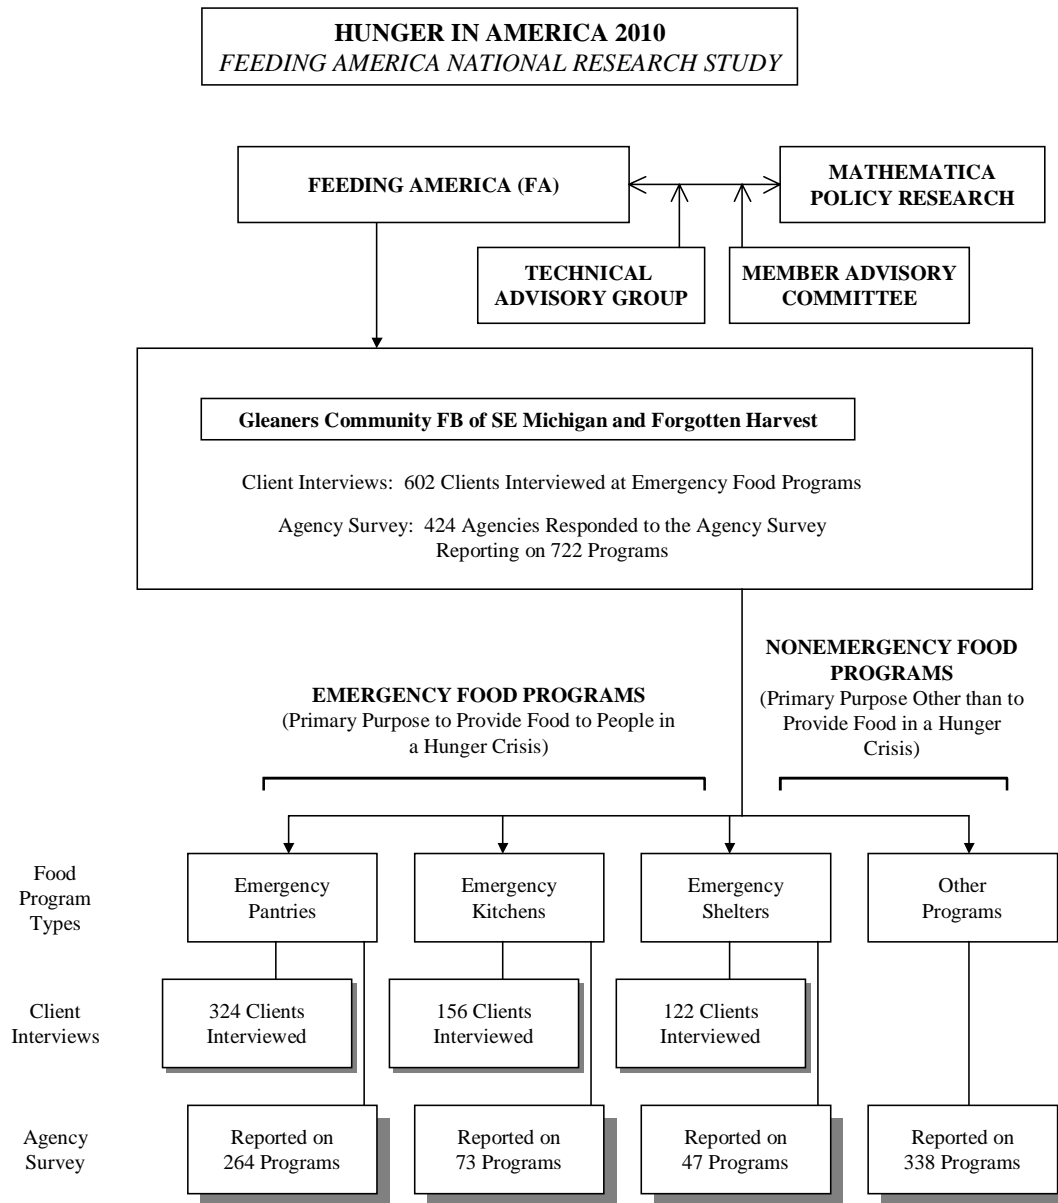 HUNGER IN AMERICA 2010
FEEDING AMERICA NATIONAL RESEARCH STUDY
FEEDING AMERICA (FA)
MATHEMATICA
POLICY RESEARCH
TECHNICAL
ADVISORY GROUP
MEMBER ADVISORY
COMMITTEE
Gleaners Community FB of SE Michigan and Forgotten Harvest
Client Interviews: 602 Clients Interviewed at Emergency Food Programs
Agency Survey: 424 Agencies Responded to the Agency Survey
Reporting on 722 Programs
EMERGENCY FOOD PROGRAMS
(Primary Purpose to Provide Food to People in
a Hunger Crisis)
NONEMERGENCY FOOD
PROGRAMS
(Primary Purpose Other than to
Provide Food in a Hunger
Crisis)
Food
Program
Types
Emergency
Pantries
Emergency
Kitchens
Emergency
Shelters
Other
Programs
Client
Interviews
324 Clients
Interviewed
156 Clients
Interviewed
122 Clients
Interviewed
Agency
Survey
Reported on
264 Programs
Reported on
73 Programs
Reported on
47 Programs
Reported on
338 Programs